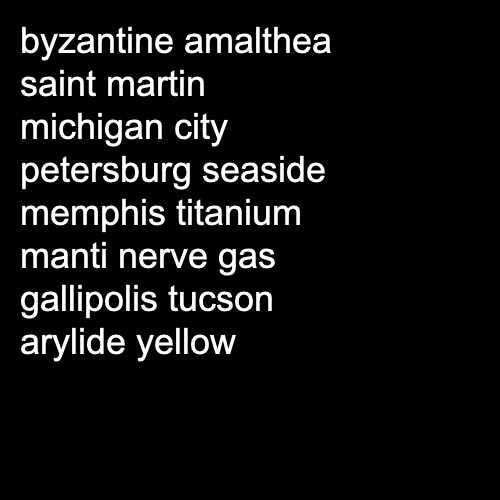 byzantine amalthea
saint martin
michigan city
petersburg seaside
memphis titanium
manti nerve gas
gallipolis tucson
arylide yellow